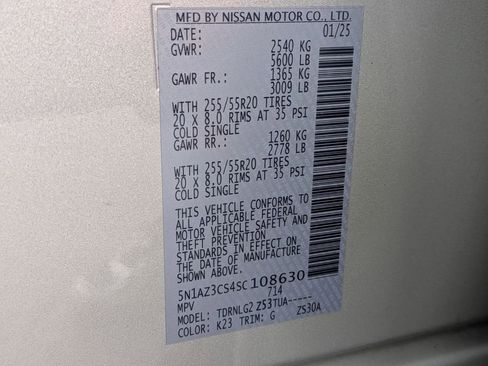 MFD BY NISSAN MOTOR CO., LTD.
DATE: 01/25
GVWR: 2540 KG
5600 LB
GAWR FR.: 1365 KG
3009 LB
WITH 255/55R20 TIRES
20 X 8.0 RIMS AT 35 PSI
COLD SINGLE
GAWR RR.: 1260 KG
2778 LB
WITH 255/55R20 TIRES
20 X 8.0 RIMS AT 35 PSI
COLD SINGLE
THIS VEHICLE CONFORMS TO
ALL APPLICABLE FEDERAL
MOTOR VEHICLE SAFETY AND
THEFT PREVENTION
STANDARDS IN EFFECT ON
THE DATE OF MANUFACTURE
SHOWN ABOVE.
5N1AZ3CS4SC108630
MPV 714
MODEL: TDRNLG2 Z53TUA-----
COLOR: K23 TRIM: G ZS30A